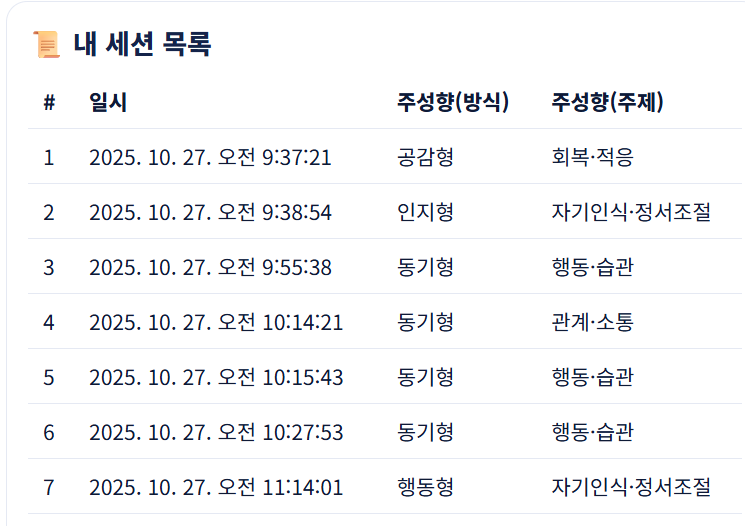 📜 내 세션 목록
# 일시 주성향(방식) 주성향(주제)
1 2025. 10. 27. 오전 9:37:21 공감형 회복·적응
2 2025. 10. 27. 오전 9:38:54 인지형 자기인식·정서조절
3 2025. 10. 27. 오전 9:55:38 동기형 행동·습관
4 2025. 10. 27. 오전 10:14:21 동기형 관계·소통
5 2025. 10. 27. 오전 10:15:43 동기형 행동·습관
6 2025. 10. 27. 오전 10:27:53 동기형 행동·습관
7 2025. 10. 27. 오전 11:14:01 행동형 자기인식·정서조절